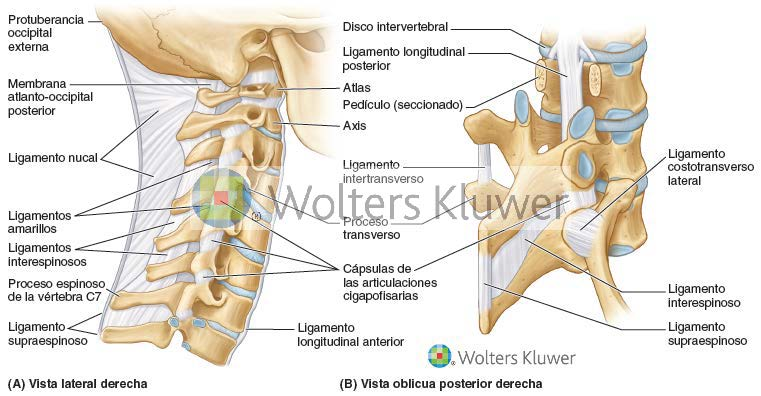 Protuberancia
occipital
externa
Membrana
atlanto-occipital
posterior
Ligamento nucal
Ligamentos
amarillos
Ligamentos
interespinosos
Proceso espinoso
de la vértebra C7
Ligamento
supraespinoso
Disco intervertebral
Ligamento longitudinal
posterior
Atlas
Pedículo (seccionado)
Axis
Ligamento
intertransverso
Proceso
transverso
Cápsulas de
las articulaciones
cigapofisarias
Ligamento
longitudinal anterior
Ligamento
costotransverso
lateral
Ligamento
interespinoso
Ligamento
supraespinoso
® Wolters Kluwer
® Wolters Kluwer
(A) Vista lateral derecha
(B) Vista oblicua posterior derecha